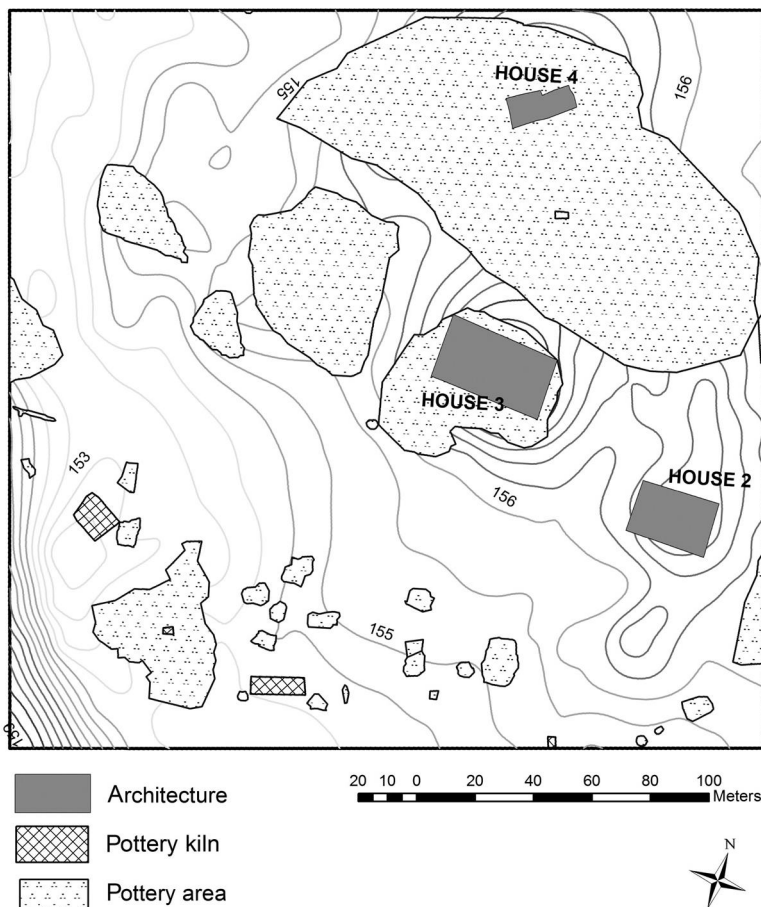 HOUSE 4
155
156
HOUSE 3
153
HOUSE 2
156
155
153
Architecture
20 10 0 20 40 60 80 100
Meters
Pottery kiln
N
Pottery area